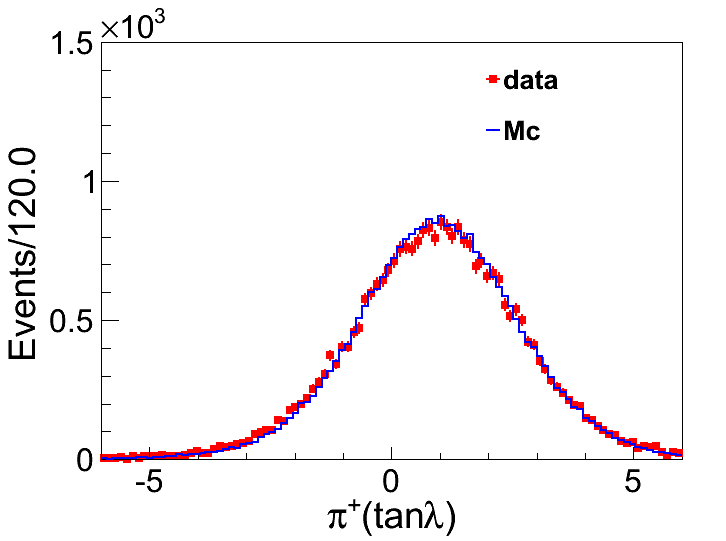 ×10³
1.5
data
Mc
1
0.5
0
Events/120.0
-5
0
5
π⁺(tanλ)